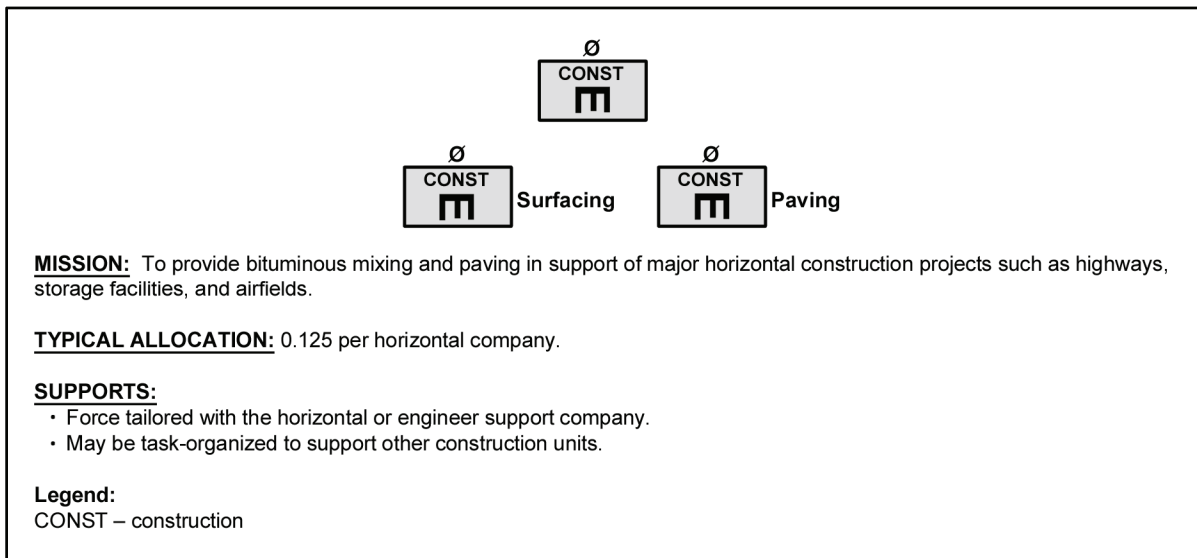 Ø
CONST
Ø
CONST
Surfacing
Ø
CONST
Paving
MISSION: To provide bituminous mixing and paving in support of major horizontal construction projects such as highways,
storage facilities, and airfields.
TYPICAL ALLOCATION: 0.125 per horizontal company.
SUPPORTS:
• Force tailored with the horizontal or engineer support company.
• May be task-organized to support other construction units.
Legend:
CONST – construction